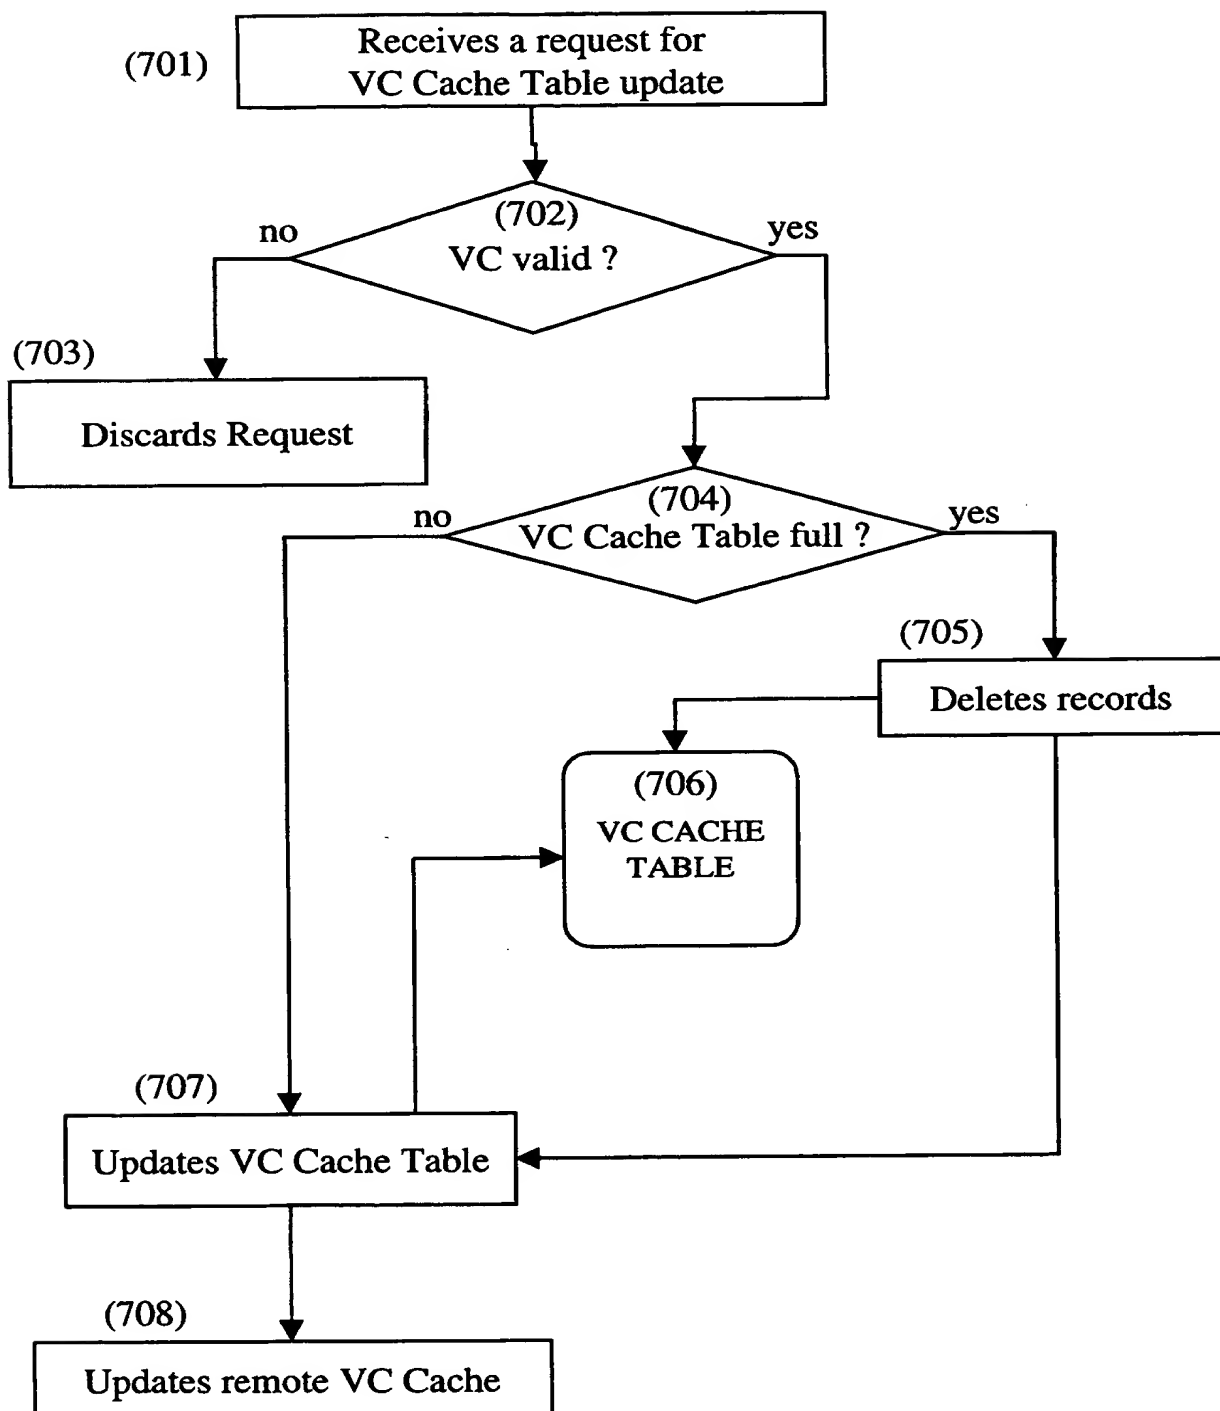 (701)
Receives a request for
VC Cache Table update
(702)
no
yes
VC valid ?
(703)
Discards Request
(704)
no
yes
VC Cache Table full ?
(705)
Deletes records
(706)
VC CACHE
TABLE
(707)
Updates VC Cache Table
(708)
Updates remote VC Cache